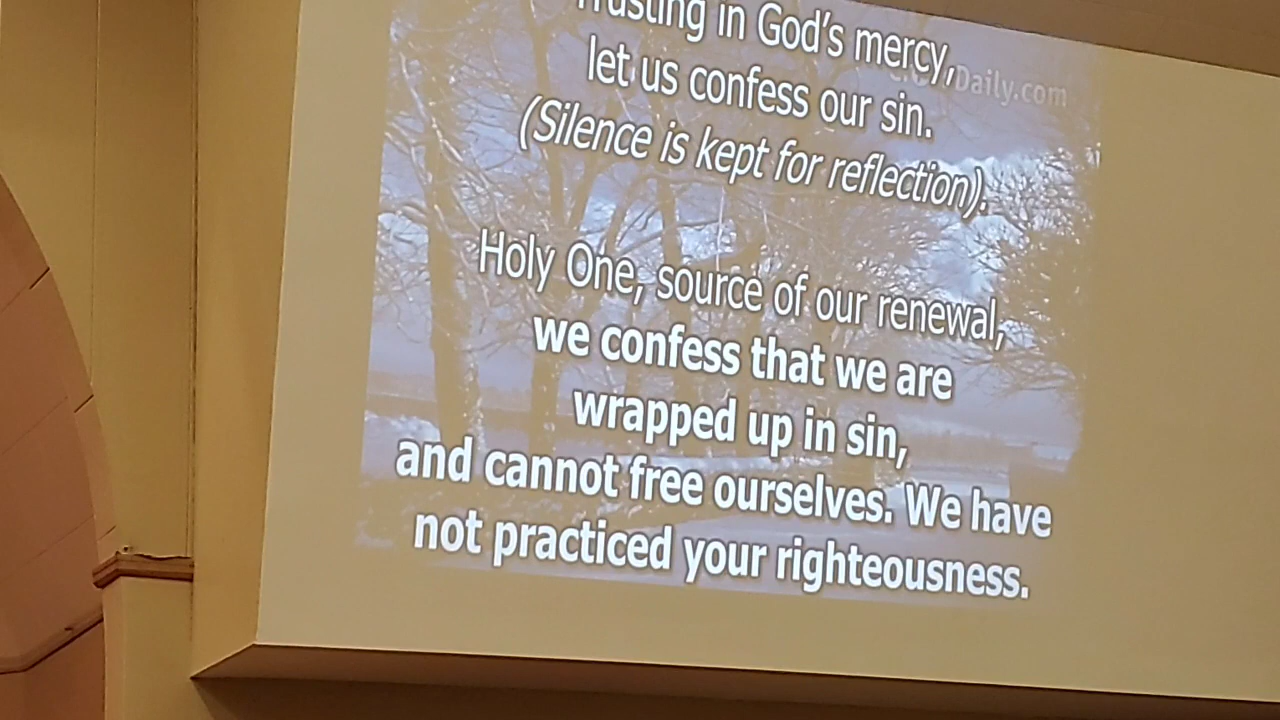 Trusting in God's mercy,
let us confess our sin.
(Silence is kept for reflection).
Holy One, source of our renewal,
we confess that we are
wrapped up in sin,
and cannot free ourselves. We have
not practiced your righteousness.
Daily.com